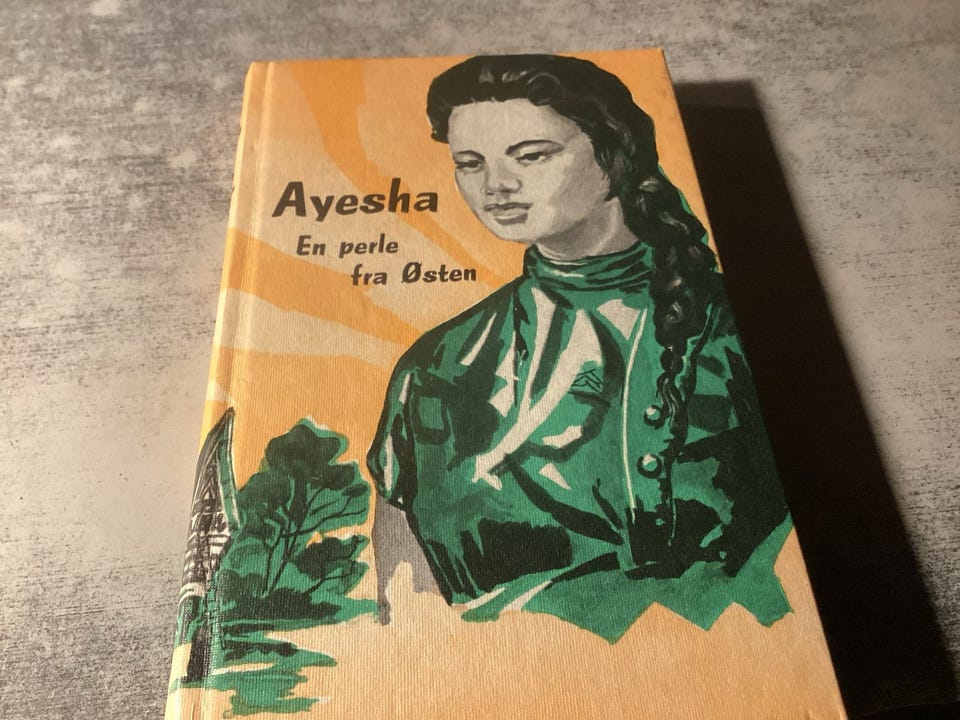 Ayesha
En perle
fra Østen